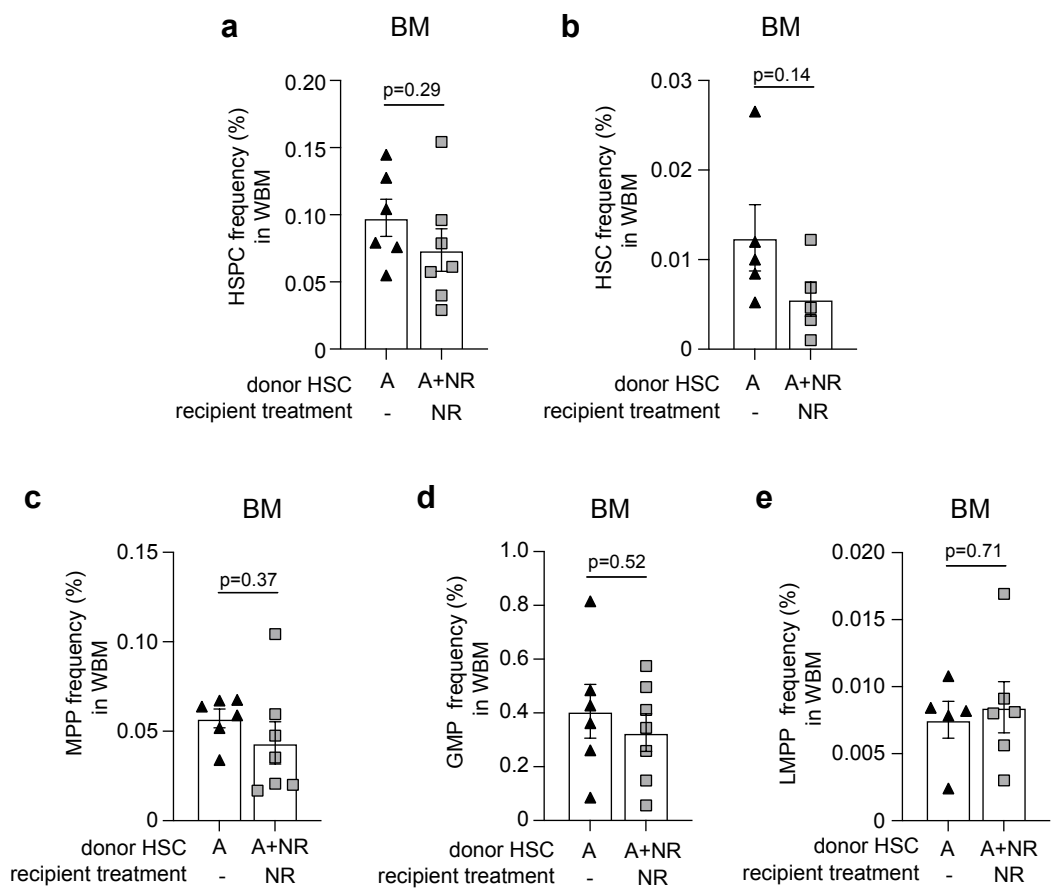 a
BM
HSPC frequency (%)
in WBM
0.20
0.15
0.10
0.05
0
p=0.29
donor HSC A A+NR
recipient treatment - NR
b
BM
HSC frequency (%)
in WBM
0.03
0.02
0.01
0
p=0.14
donor HSC A A+NR
recipient treatment - NR
c
BM
MPP frequency (%)
in WBM
0.15
0.10
0.05
0
p=0.37
donor HSC A A+NR
recipient treatment - NR
d
BM
GMP frequency (%)
in WBM
1.0
0.8
0.6
0.4
0.2
0
p=0.52
donor HSC A A+NR
recipient treatment - NR
e
BM
LMPP frequency (%)
in WBM
0.020
0.015
0.010
0.005
0
p=0.71
donor HSC A A+NR
recipient treatment - NR